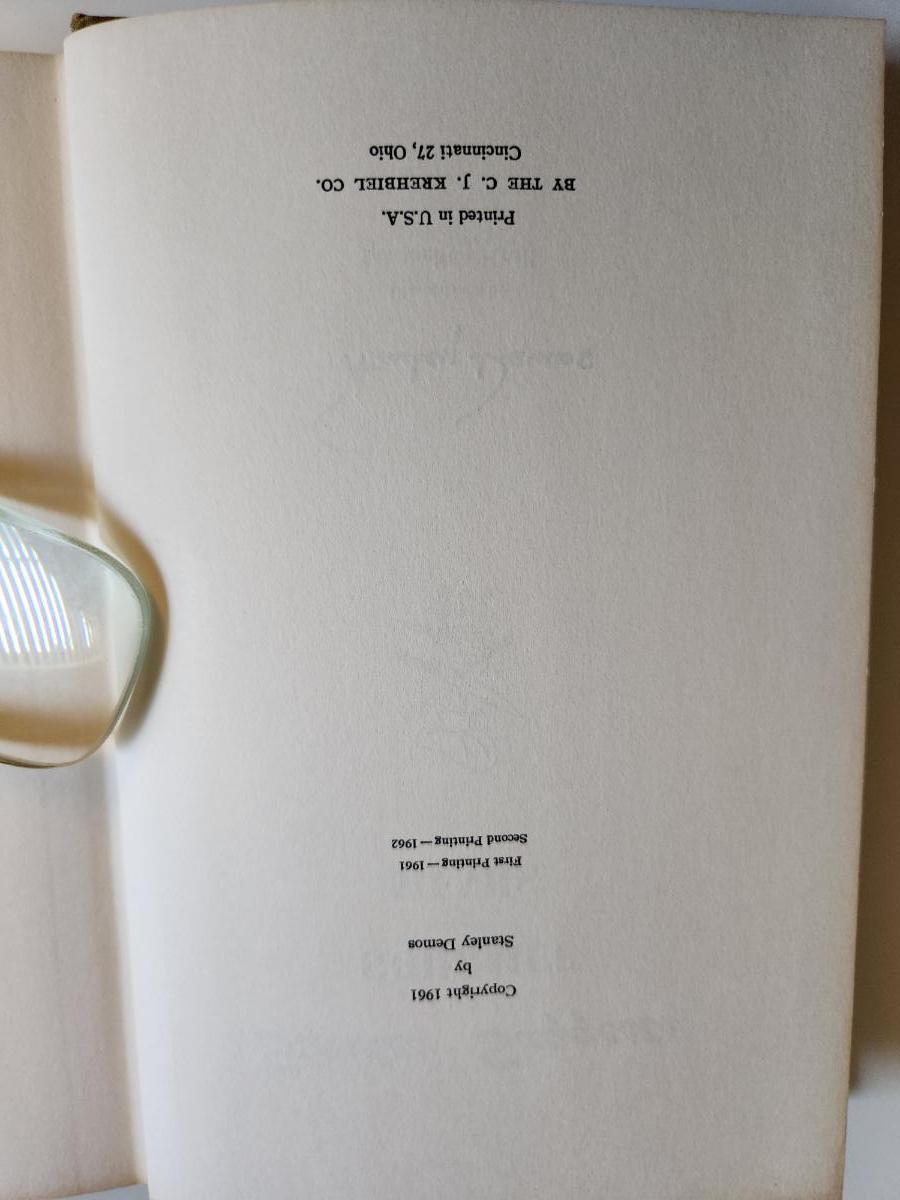 Copyright 1961
by
Stanley Demos
First Printing — 1961
Second Printing — 1962
Printed in U.S.A.
BY THE C. J. KREHBIEL CO.
Cincinnati 27, Ohio